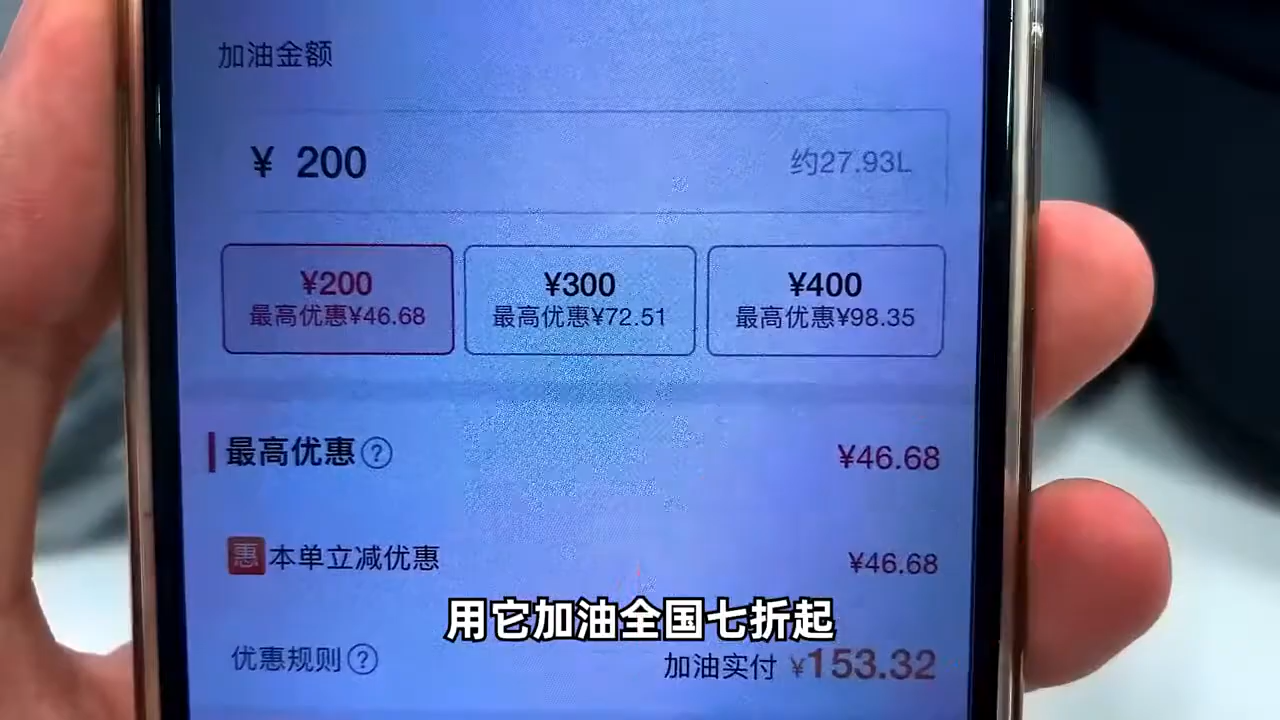 加油金额
¥ 200 约27.93L
¥200 ¥300 ¥400
最高优惠¥46.68 最高优惠¥72.51 最高优惠¥98.35
最高优惠? ¥46.68
惠 本单立减优惠 ¥46.68
用它加油全国七折起
优惠规则? 加油实付 ¥153.32